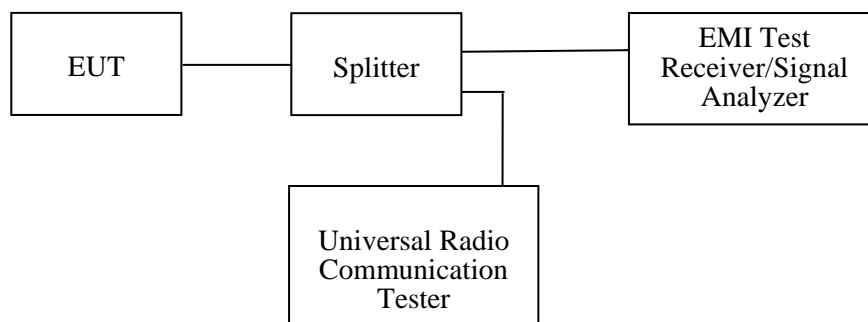 EUT
Splitter
EMI Test
Receiver/Signal
Analyzer
Universal Radio
Communication
Tester